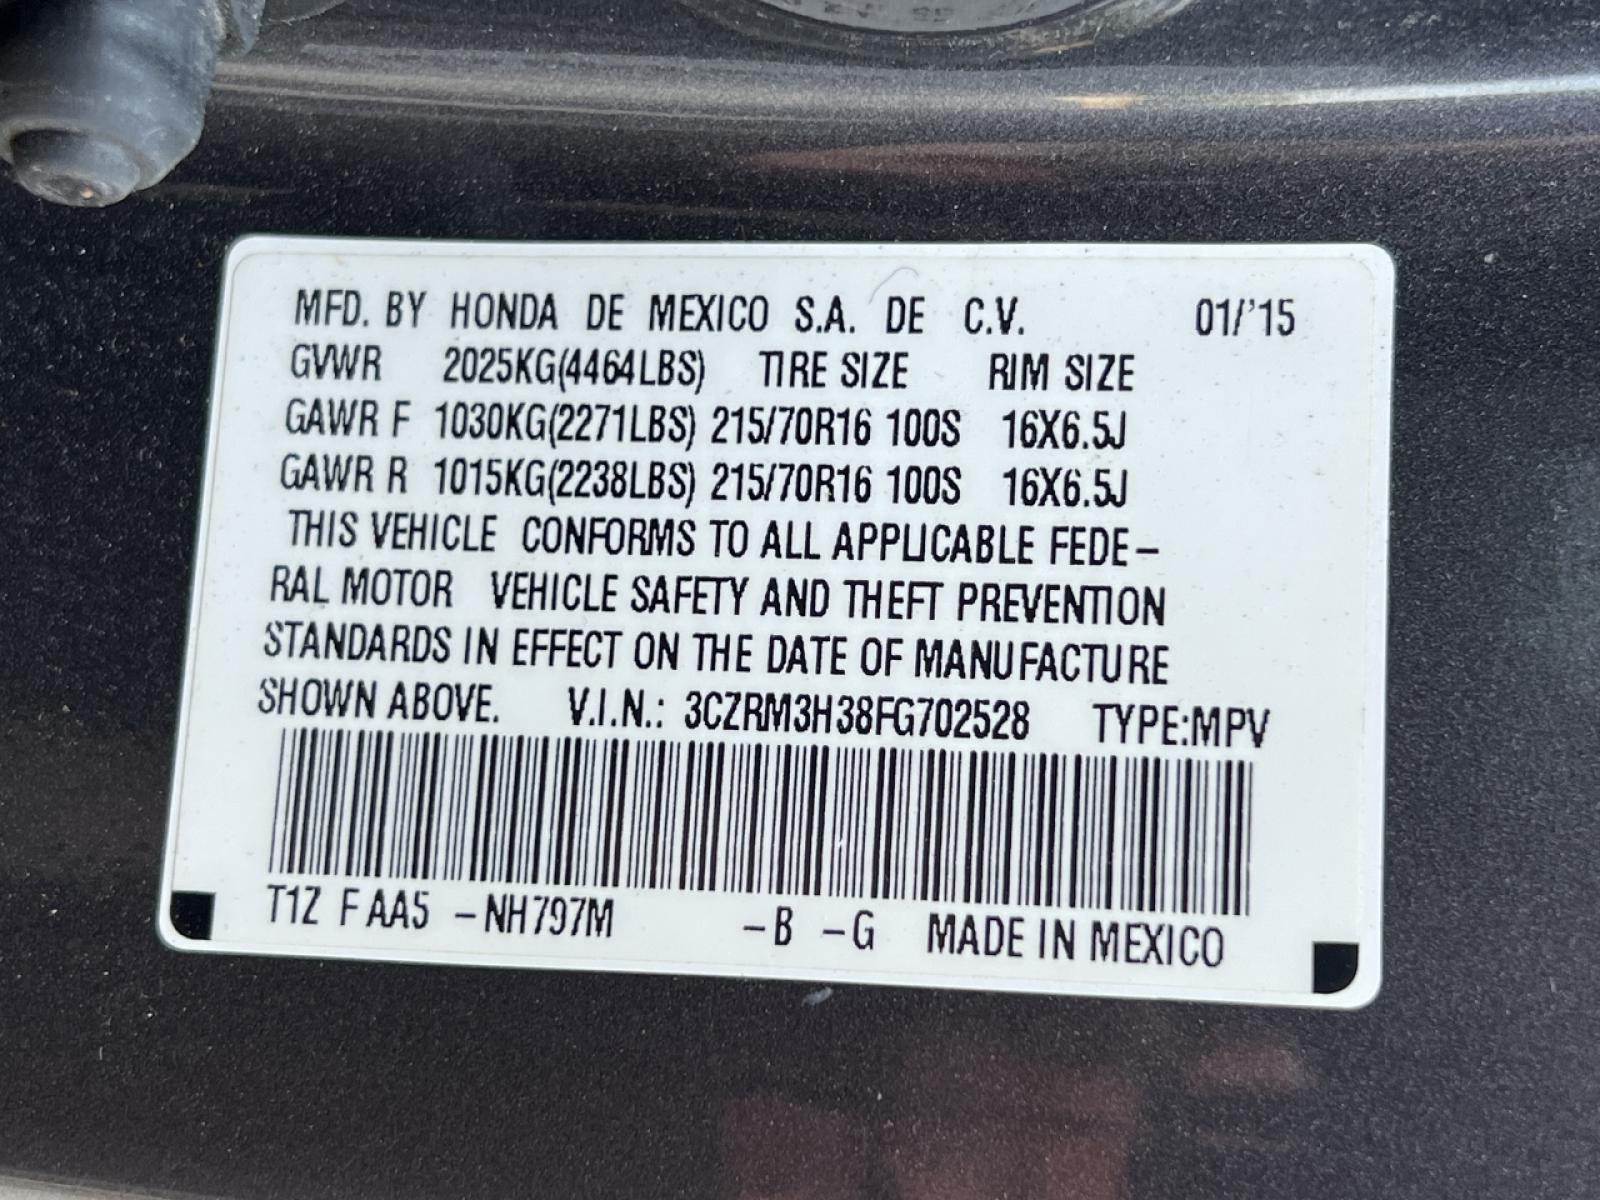 MFD. BY HONDA DE MEXICO S.A. DE C.V. 01/'15
GVWR 2025KG(4464LBS) TIRE SIZE RIM SIZE
GAWR F 1030KG(2271LBS) 215/70R16 100S 16X6.5J
GAWR R 1015KG(2238LBS) 215/70R16 100S 16X6.5J
THIS VEHICLE CONFORMS TO ALL APPLICABLE FEDE-
RAL MOTOR VEHICLE SAFETY AND THEFT PREVENTION
STANDARDS IN EFFECT ON THE DATE OF MANUFACTURE
SHOWN ABOVE. V.I.N.: 3CZRM3H38FG702528 TYPE:MPV
T1Z FAA5 -NH797M -B -G MADE IN MEXICO